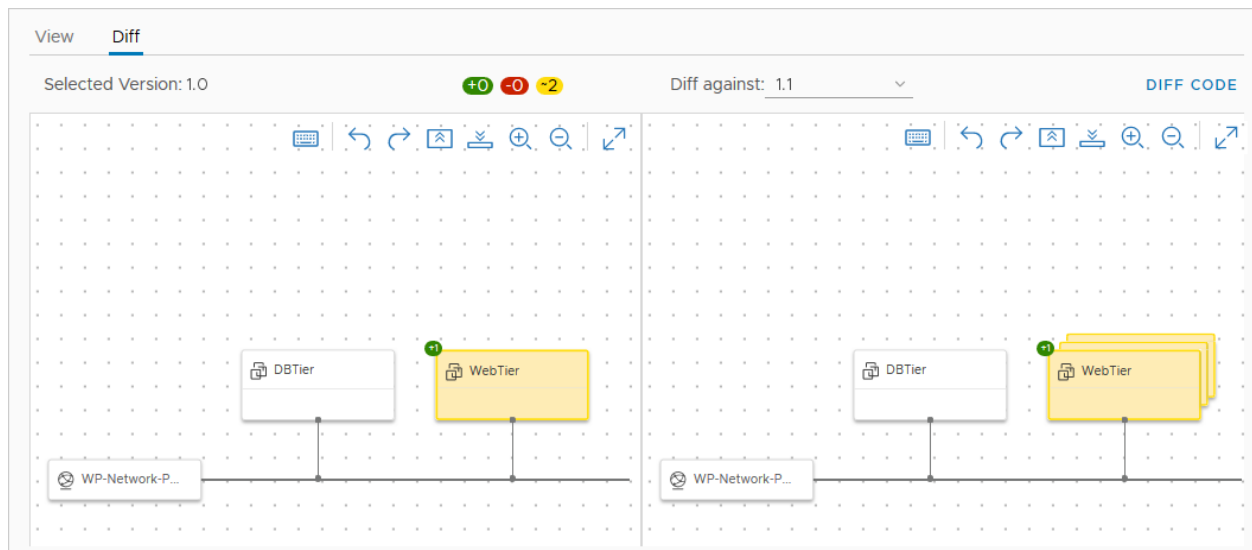 View Diff
Selected Version: 1.0 +0 -0 ~2 Diff against: 1.1 DIFF CODE
+1 +1
DBTier WebTier DBTier WebTier
WP-Network-P... WP-Network-P...